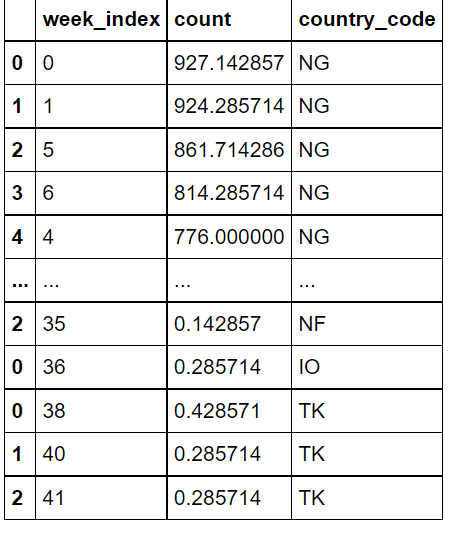 week_index count country_code
0 0 927.142857 NG
1 1 924.285714 NG
2 5 861.714286 NG
3 6 814.285714 NG
4 4 776.000000 NG
... ... ... ...
2 35 0.142857 NF
0 36 0.285714 IO
0 38 0.428571 TK
1 40 0.285714 TK
2 41 0.285714 TK